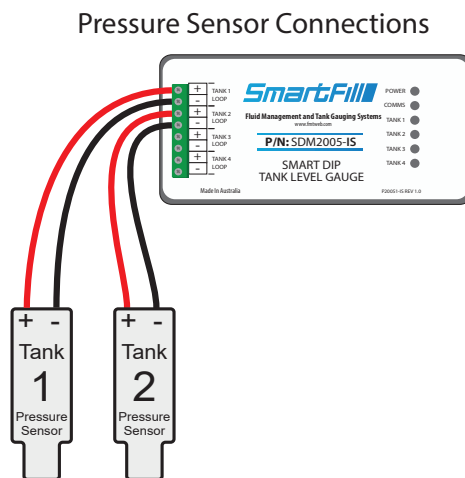 Pressure Sensor Connections
+ TANK 1
- LOOP
+ TANK 2
- LOOP
+ TANK 3
- LOOP
+ TANK 4
- LOOP
SmartFill
Fluid Management and Tank Gauging Systems
www.fmtweb.com
P/N: SDM2005-IS
SMART DIP
TANK LEVEL GAUGE
Made In Australia
POWER
COMMS
TANK 1
TANK 2
TANK 3
TANK 4
P20051-IS REV 1.0
+ -
Tank
1
Pressure
Sensor
+ -
Tank
2
Pressure
Sensor